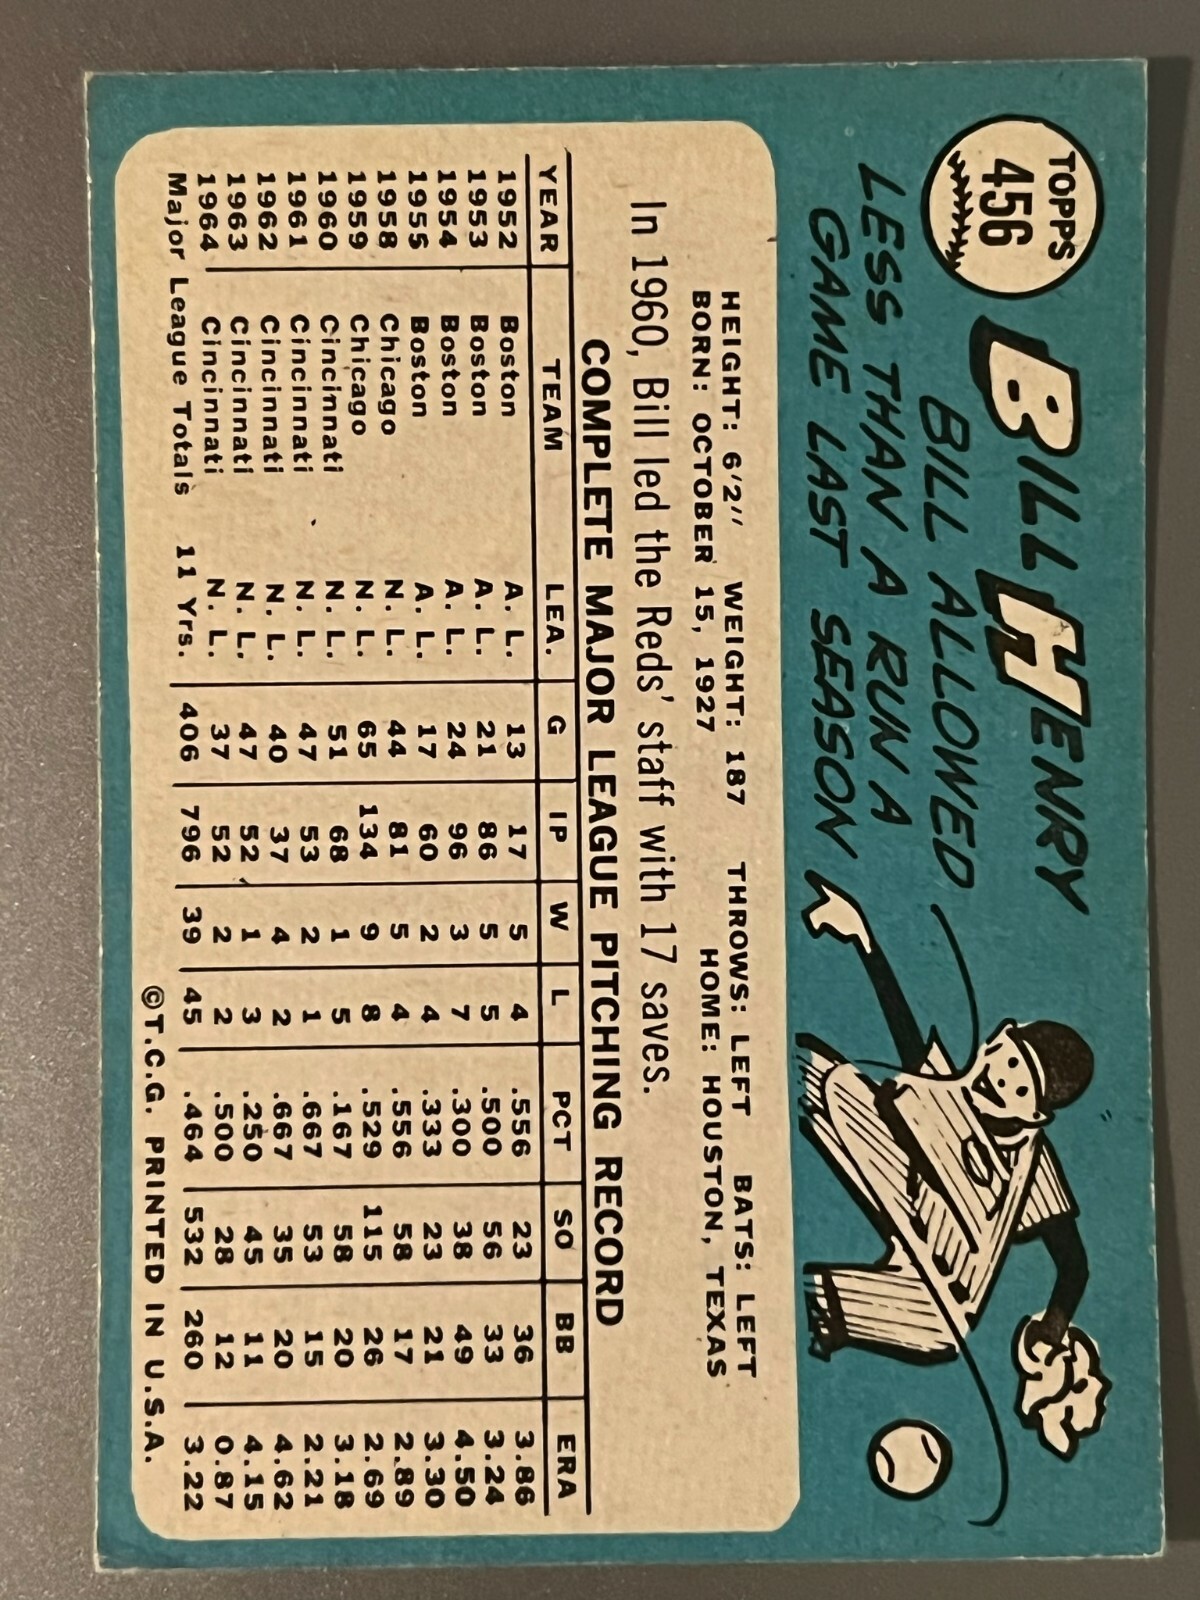 TOPPS
456
BILL HENRY
BILL ALLOWED
LESS THAN A RUN A
GAME LAST SEASON
HEIGHT: 6'2" WEIGHT: 187 THROWS: LEFT BATS: LEFT
BORN: OCTOBER 15, 1927 HOME: HOUSTON, TEXAS
In 1960, Bill led the Reds' staff with 17 saves.
COMPLETE MAJOR LEAGUE PITCHING RECORD
YEAR TEAM LEA. G IP W L PCT SO BB ERA
1952 Boston A. L. 13 17 5 4 .556 23 36 3.86
1953 Boston A. L. 21 86 5 5 .500 56 33 3.24
1954 Boston A. L. 24 96 3 7 .300 38 49 4.50
1955 Boston A. L. 17 60 2 4 .333 23 21 3.30
1958 Chicago N. L. 44 81 5 4 .556 58 17 2.89
1959 Chicago N. L. 65 134 9 8 .529 115 26 2.69
1960 Cincinnati N. L. 51 68 1 5 .167 58 20 3.18
1961 Cincinnati N. L. 47 53 2 1 .667 53 15 2.21
1962 Cincinnati N. L. 40 37 4 2 .667 35 20 4.62
1963 Cincinnati N. L. 47 52 1 3 .250 45 11 4.15
1964 Cincinnati N. L. 37 52 2 2 .500 28 12 0.87
Major League Totals 11 Yrs. 406 796 39 45 .464 532 260 3.22
©T.C.G. PRINTED IN U.S.A.